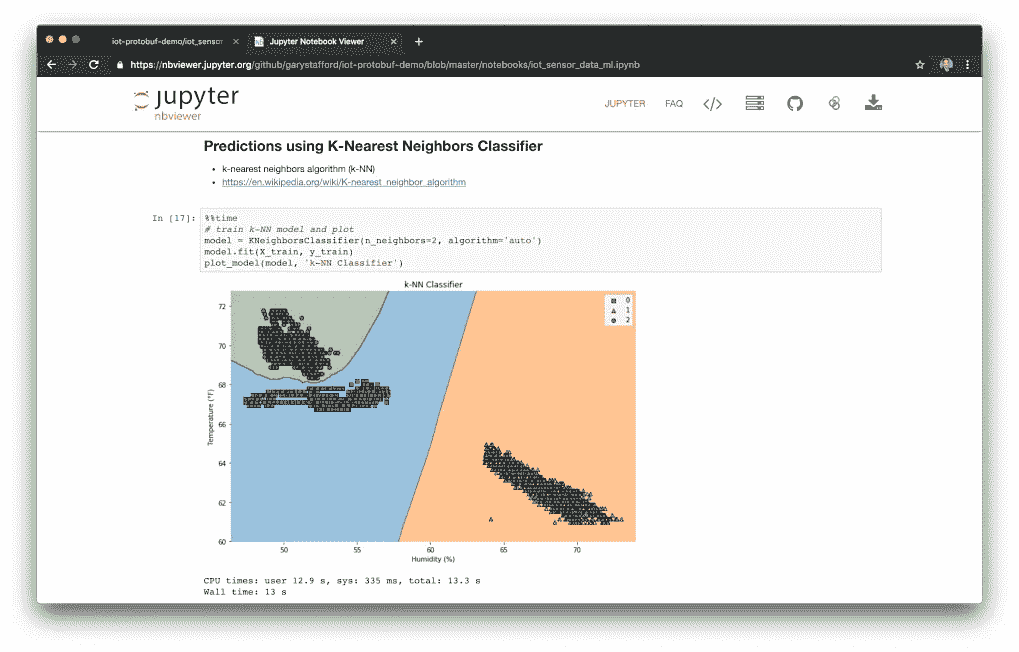 iot-protobuf-demo/iot_sensor
Jupyter Notebook Viewer
https://nbviewer.jupyter.org/github/garystafford/iot-protobuf-demo/blob/master/notebooks/iot_sensor_data_ml.ipynb
jupyter
nbviewer
JUPYTER FAQ </>
Predictions using K-Nearest Neighbors Classifier
k-nearest neighbors algorithm (k-NN)
https://en.wikipedia.org/wiki/K-nearest_neighbor_algorithm
In [17]: %%time
# train k-NN model and plot
model = KNeighborsClassifier(n_neighbors=2, algorithm='auto')
model.fit(X_train, y_train)
plot_model(model, 'k-NN Classifier')
k-NN Classifier
0
1
2
72
70
68
66
64
62
60
Temperature (°F)
50 55 60 65 70
Humidity (%)
CPU times: user 12.9 s, sys: 335 ms, total: 13.3 s
Wall time: 13 s